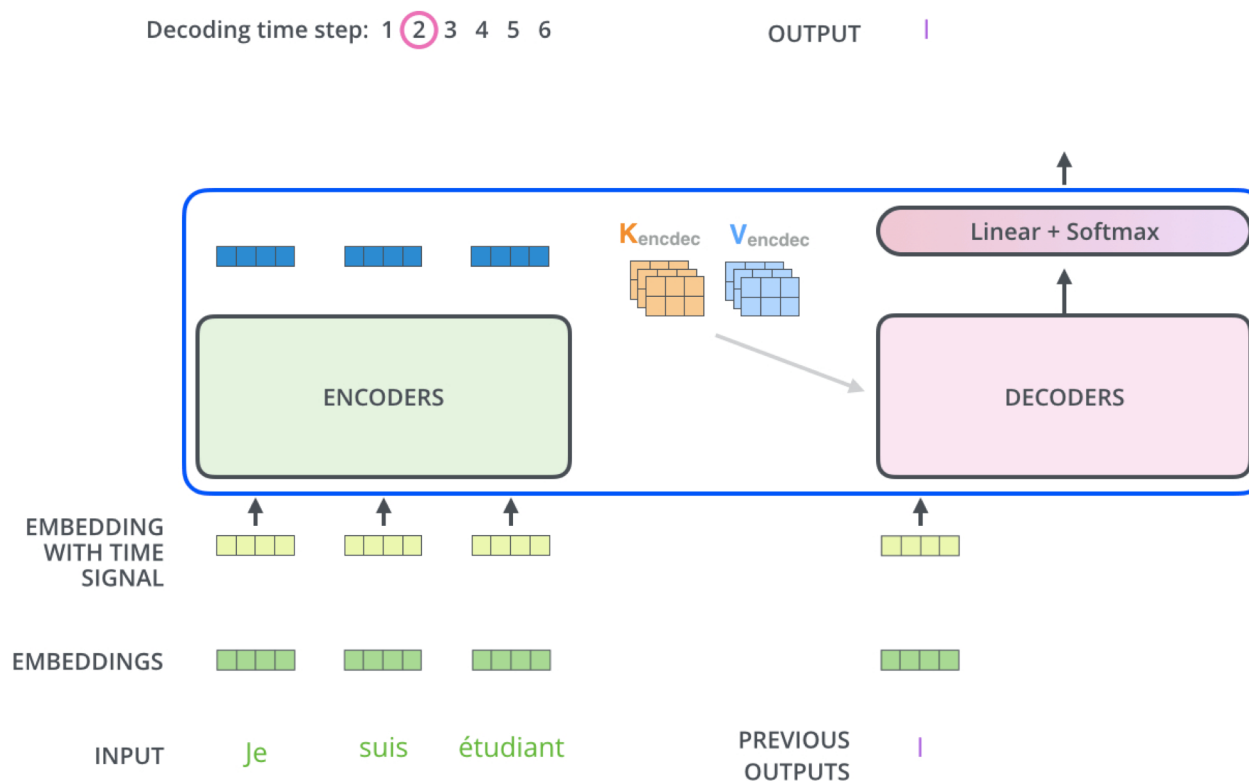 Decoding time step: 1 2 3 4 5 6
OUTPUT I
Kencdec Vencdec
Linear + Softmax
ENCODERS
DECODERS
EMBEDDING
WITH TIME
SIGNAL
EMBEDDINGS
INPUT Je suis étudiant
PREVIOUS
OUTPUTS I